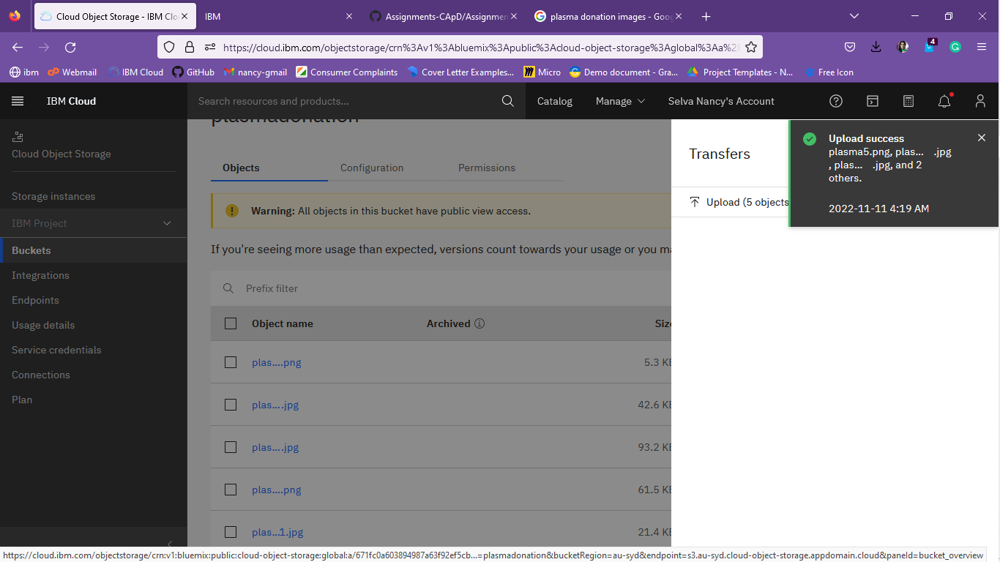 Cloud Object Storage - IBM Clo
IBM
Assignments-CApD/Assignmen
plasma donation images - Goog
https://cloud.ibm.com/objectstorage/crn%3Av1%3Abluemix%3Apublic%3Acloud-object-storage%3Aglobal%3Aa%2
4
ibm
Webmail
IBM Cloud
GitHub
nancy-gmail
Consumer Complaints
Cover Letter Examples...
Micro
Demo document - Gra...
Project Templates - N...
Free Icon
IBM Cloud
Search resources and products...
Catalog
Manage
Selva Nancy's Account
Cloud Object Storage
Storage instances
IBM Project
Buckets
Integrations
Endpoints
Usage details
Service credentials
Connections
Plan
plasmadonation
Objects
Configuration
Permissions
Warning: All objects in this bucket have public view access.
If you're seeing more usage than expected, versions count towards your usage or you ma
Prefix filter
Object name
Archived
Size
plas....png
5.3 KB
plas....jpg
42.6 KB
plas....jpg
93.2 KB
plas....png
61.5 KB
plas...1.jpg
21.4 KB
Transfers
Upload (5 objects
Upload success
plasma5.png, plas... .jpg
, plas... .jpg, and 2
others.
2022-11-11 4:19 AM
https://cloud.ibm.com/objectstorage/crn:v1:bluemix:public:cloud-object-storage:global:a/671fc0a603894987a63f92ef5cb...=plasmadonation&bucketRegion=au-syd&endpoint=s3.au-syd.cloud-object-storage.appdomain.cloud&paneId=bucket_overview